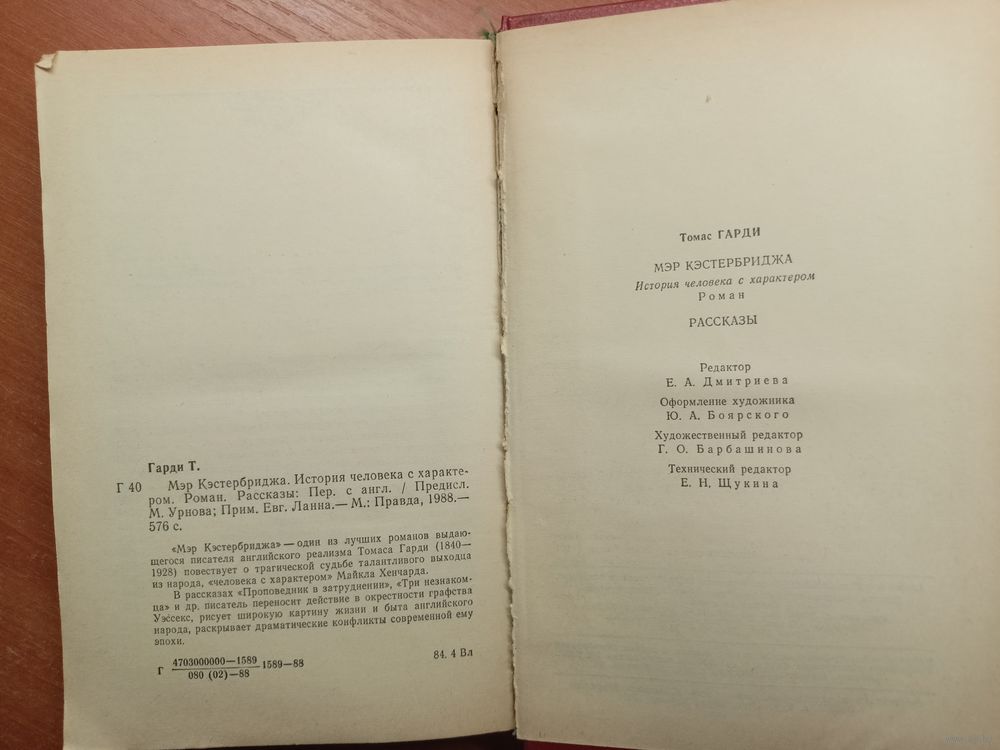 Гарди Т.
Г 40 Мэр Кэстербриджа. История человека с характе-
ром. Роман. Рассказы: Пер. с англ. / Предисл.
М. Урнова; Прим. Евг. Ланна.— М.: Правда, 1988.—
576 с.
«Мэр Кэстербриджа» — один из лучших романов выдаю-
щегося писателя английского реализма Томаса Гарди (1840—
1928) повествует о трагической судьбе талантливого выходца
из народа, «человека с характером» Майкла Хенчарда.
В рассказах «Проповедник в затруднении», «Три незнаком-
ца» и др. писатель переносит действие в окрестности графства
Уэссекс, рисует широкую картину жизни и быта английского
народа, раскрывает драматические конфликты современной ему
эпохи.
Г 4703000000—1589 1589—88
080 (02)—88
84. 4 Вл
Томас ГАРДИ
МЭР КЭСТЕРБРИДЖА
История человека с характером
Роман
РАССКАЗЫ
Редактор
Е. А. Дмитриева
Оформление художника
Ю. А. Боярского
Художественный редактор
Г. О. Барбашинова
Технический редактор
Е. Н. Щукина